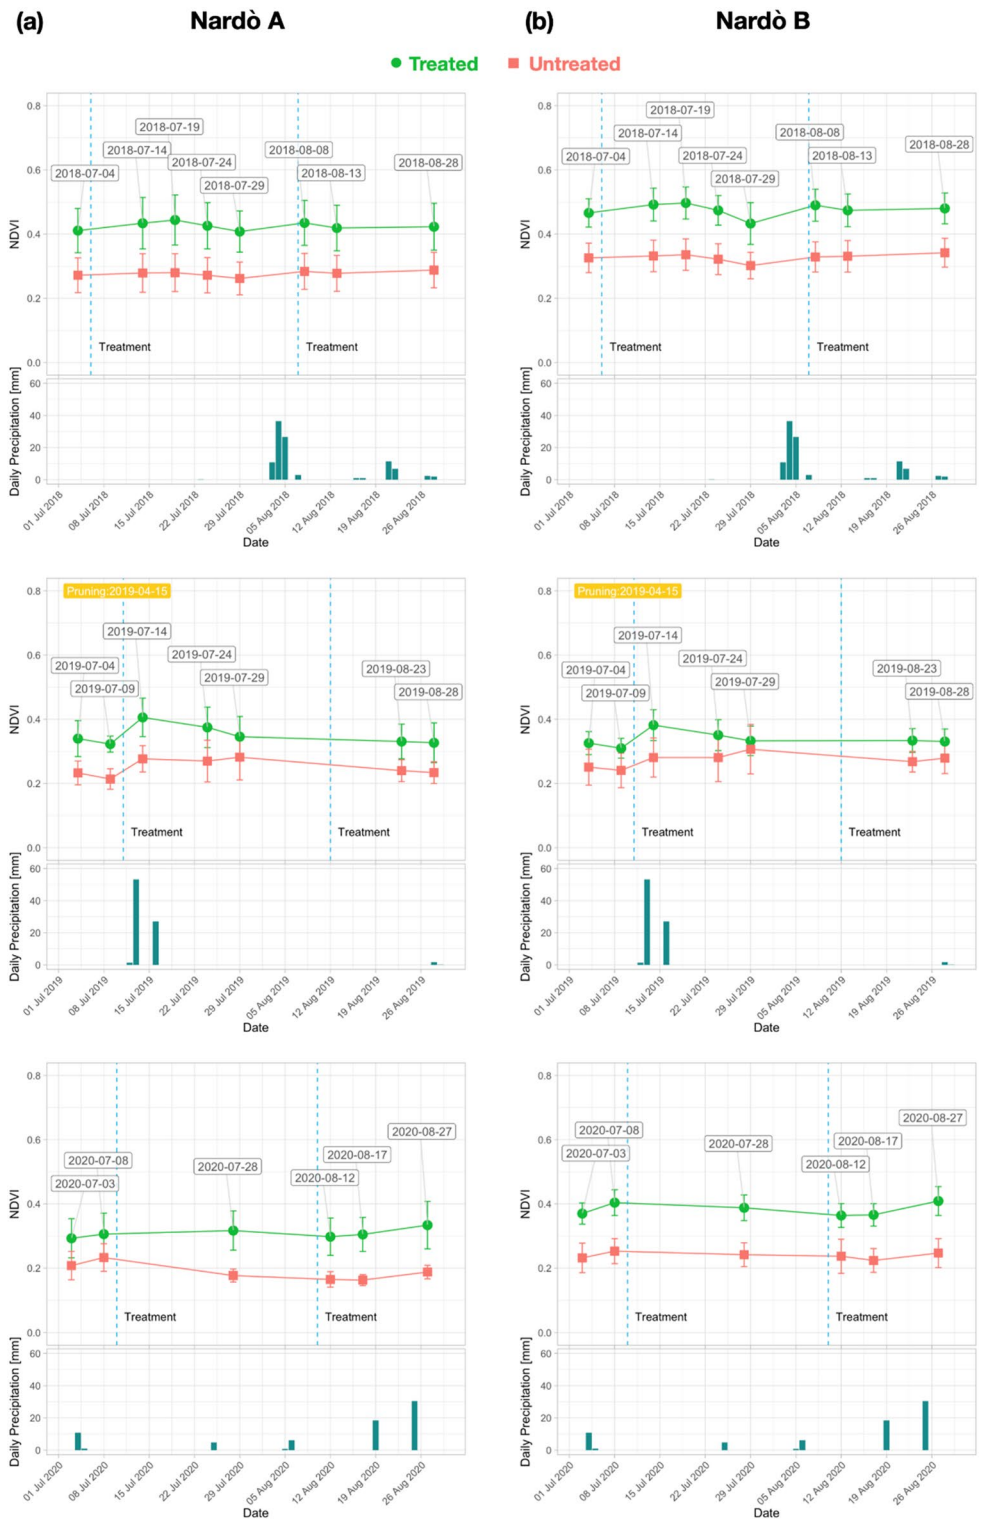 (a) Nardò A (b) Nardò B
Treated Untreated
0.8
0.6
0.4
0.2
0.0
NDVI
2018-07-04
2018-07-14
2018-07-19
2018-07-24
2018-07-29
2018-08-08
2018-08-13
2018-08-28
Treatment
Treatment
60
40
20
0
Daily Precipitation [mm]
01 Jul 2018
08 Jul 2018
15 Jul 2018
22 Jul 2018
29 Jul 2018
05 Aug 2018
12 Aug 2018
19 Aug 2018
26 Aug 2018
Date
0.8
0.6
0.4
0.2
0.0
NDVI
2018-07-04
2018-07-14
2018-07-19
2018-07-24
2018-07-29
2018-08-08
2018-08-13
2018-08-28
Treatment
Treatment
60
40
20
0
Daily Precipitation [mm]
01 Jul 2018
08 Jul 2018
15 Jul 2018
22 Jul 2018
29 Jul 2018
05 Aug 2018
12 Aug 2018
19 Aug 2018
26 Aug 2018
Date
0.8
0.6
0.4
0.2
0.0
NDVI
Pruning:2019-04-15
2019-07-04
2019-07-09
2019-07-14
2019-07-24
2019-07-29
2019-08-23
2019-08-28
Treatment
Treatment
60
40
20
0
Daily Precipitation [mm]
01 Jul 2019
08 Jul 2019
15 Jul 2019
22 Jul 2019
29 Jul 2019
05 Aug 2019
12 Aug 2019
19 Aug 2019
26 Aug 2019
Date
0.8
0.6
0.4
0.2
0.0
NDVI
Pruning:2019-04-15
2019-07-04
2019-07-09
2019-07-14
2019-07-24
2019-07-29
2019-08-23
2019-08-28
Treatment
Treatment
60
40
20
0
Daily Precipitation [mm]
01 Jul 2019
08 Jul 2019
15 Jul 2019
22 Jul 2019
29 Jul 2019
05 Aug 2019
12 Aug 2019
19 Aug 2019
26 Aug 2019
Date
0.8
0.6
0.4
0.2
0.0
NDVI
2020-07-03
2020-07-08
2020-07-28
2020-08-12
2020-08-17
2020-08-27
Treatment
Treatment
60
40
20
0
Daily Precipitation [mm]
01 Jul 2020
08 Jul 2020
15 Jul 2020
22 Jul 2020
29 Jul 2020
05 Aug 2020
12 Aug 2020
19 Aug 2020
26 Aug 2020
Date
0.8
0.6
0.4
0.2
0.0
NDVI
2020-07-03
2020-07-08
2020-07-28
2020-08-12
2020-08-17
2020-08-27
Treatment
Treatment
60
40
20
0
Daily Precipitation [mm]
01 Jul 2020
08 Jul 2020
15 Jul 2020
22 Jul 2020
29 Jul 2020
05 Aug 2020
12 Aug 2020
19 Aug 2020
26 Aug 2020
Date